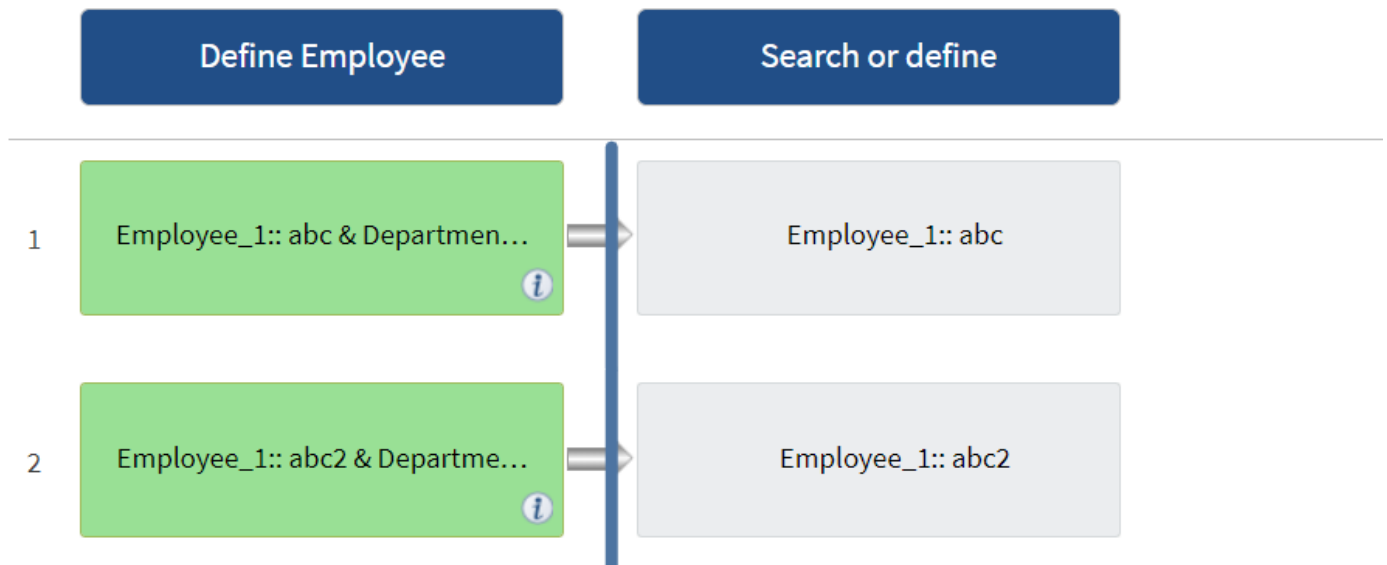 Define Employee
Search or define
1
Employee_1:: abc & Departmen...
Employee_1:: abc
i
2
Employee_1:: abc2 & Departme...
Employee_1:: abc2
i